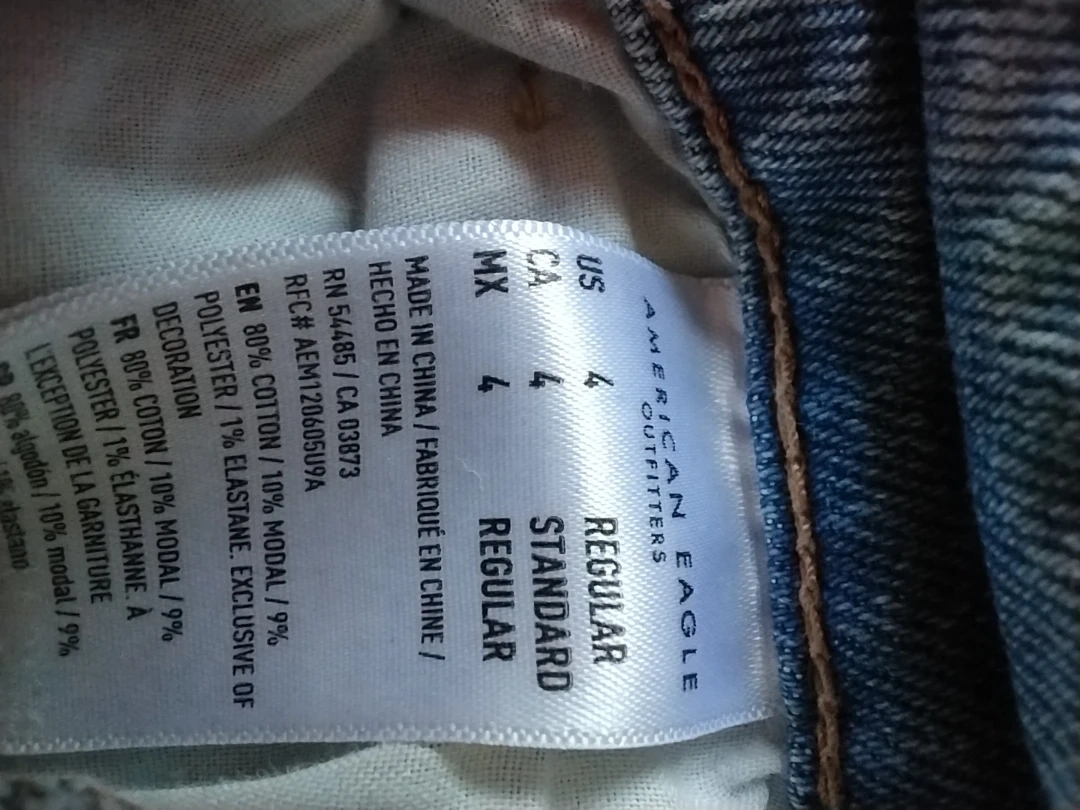 AMERICAN EAGLE
OUTFITTERS
US 4 REGULAR
CA 4 STANDARD
MX 4 REGULAR
MADE IN CHINA / FABRIQUÉ EN CHINE /
HECHO EN CHINA
RN 54485 / CA 03873
RFC# AEM120605U9A
EN 80% COTTON / 10% MODAL / 9%
POLYESTER / 1% ELASTANE. EXCLUSIVE OF
DECORATION
FR 80% COTON / 10% MODAL / 9%
POLYESTER / 1% ÉLASTHANNE. À
L'EXCEPTION DE LA GARNITURE
80% algodón / 10% modal / 9%
1% elastano